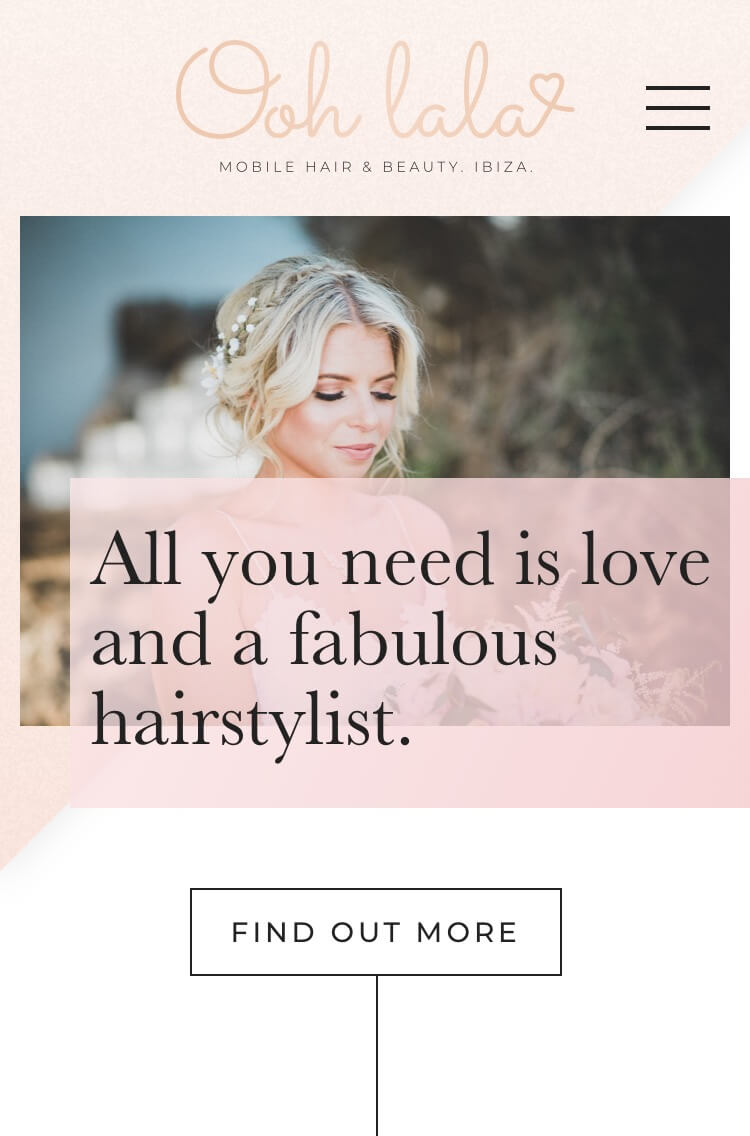 Ooh lala
MOBILE HAIR & BEAUTY. IBIZA.
All you need is love
and a fabulous
hairstylist.
FIND OUT MORE